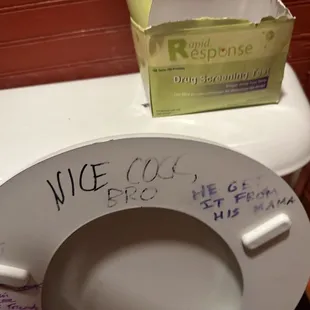 Rapid
Response
Drug Screening Test
NICE COCK,
BRO
HE GET
IT FROM
HIS MAMA